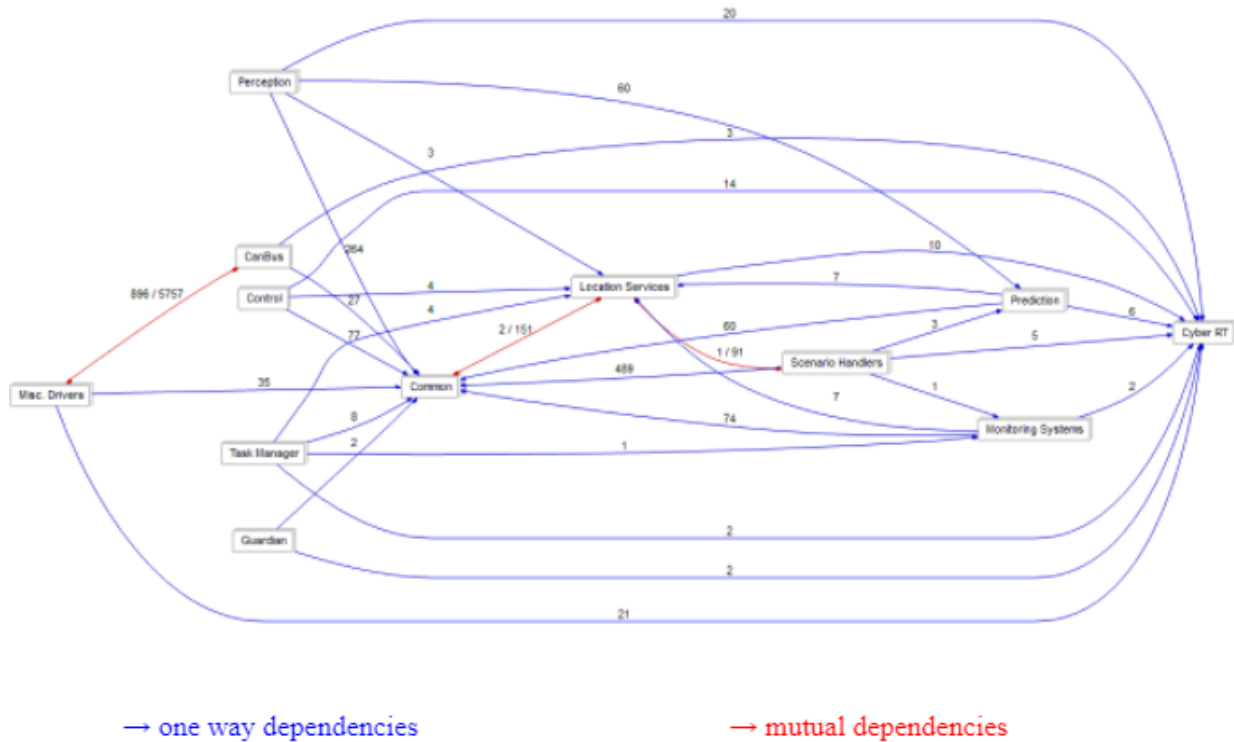 20
Perception
60
3
3
14
CanBus
264
10
896 / 5757
Location Services
7
Control
4
27
Prediction
4
6
2 / 151
60
3
Cyber RT
77
1 / 91
5
Scenario Handlers
489
35
Common
1
2
Misc. Drivers
7
8
74
Monitoring Systems
2
Task Manager
1
2
Guardian
2
21
→ one way dependencies
→ mutual dependencies